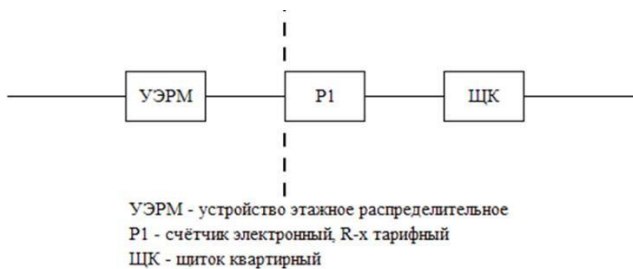 УЭРМ Р1 ЩК
УЭРМ - устройство этажное распределительное
Р1 - счётчик электронный, R-х тарифный
ЩК - щиток квартирный